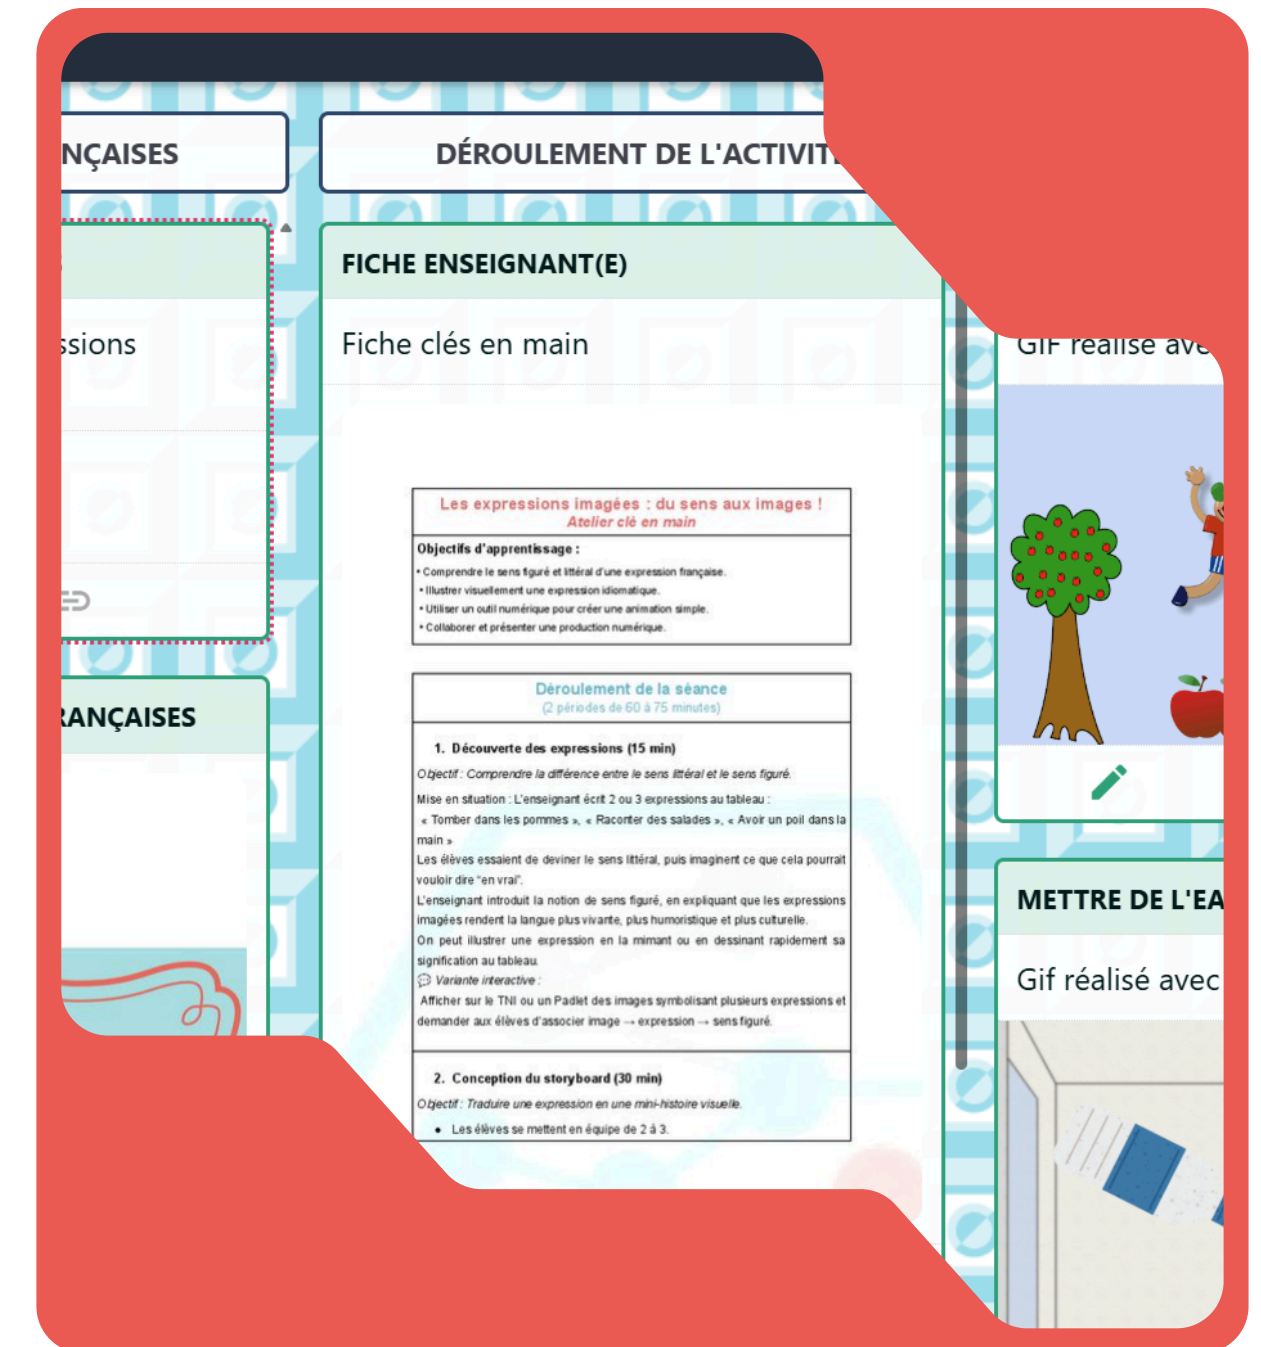 NÇAISES
DÉROULEMENT DE L'ACTIVIT
ssions
RANÇAISES
FICHE ENSEIGNANT(E)
Fiche clés en main
Les expressions imagées : du sens aux images !
Atelier clé en main
Objectifs d'apprentissage :
• Comprendre le sens figuré et littéral d'une expression française.
• Illustrer visuellement une expression idiomatique.
• Utiliser un outil numérique pour créer une animation simple.
• Collaborer et présenter une production numérique.
Déroulement de la séance
(2 périodes de 60 à 75 minutes)
1. Découverte des expressions (15 min)
Objectif : Comprendre la différence entre le sens littéral et le sens figuré.
Mise en situation : L'enseignant écrit 2 ou 3 expressions au tableau :
« Tomber dans les pommes », « Raconter des salades », « Avoir un poil dans la
main »
Les élèves essaient de deviner le sens littéral, puis imaginent ce que cela pourrait
vouloir dire "en vrai".
L'enseignant introduit la notion de sens figuré, en expliquant que les expressions
imagées rendent la langue plus vivante, plus humoristique et plus culturelle.
On peut illustrer une expression en la mimant ou en dessinant rapidement sa
signification au tableau.
💬 Variante interactive :
Afficher sur le TNI ou un Padlet des images symbolisant plusieurs expressions et
demander aux élèves d'associer image → expression → sens figuré.
2. Conception du storyboard (30 min)
Objectif : Traduire une expression en une mini-histoire visuelle.
● Les élèves se mettent en équipe de 2 à 3.
GIF réalisé ave
METTRE DE L'EA
Gif réalisé avec